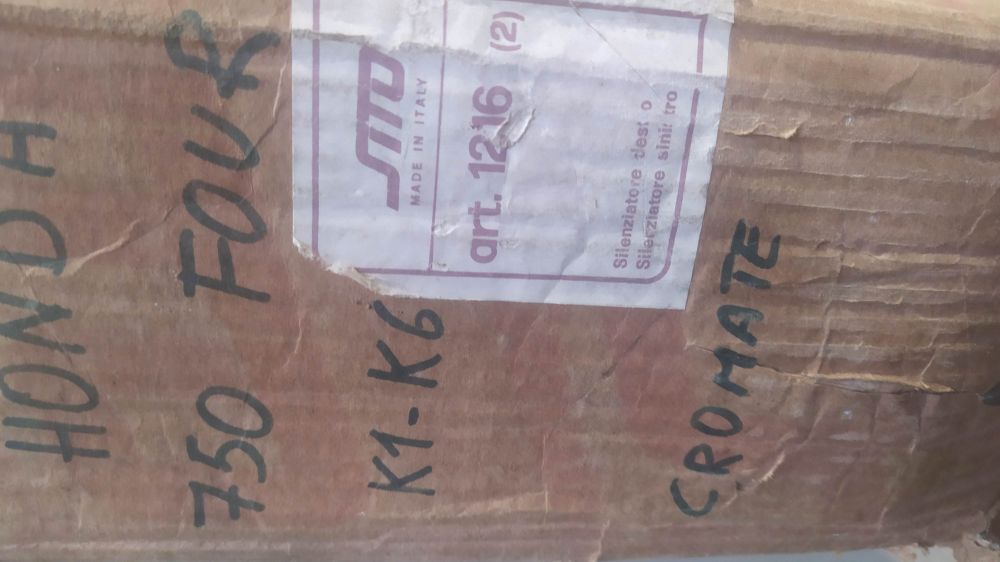 HONDA
750 FOUR
SITO
MADE IN ITALY
art. 1216 (2)
Silenziatore dest o
Silenziatore sini tro
K1-K6
CROMATE